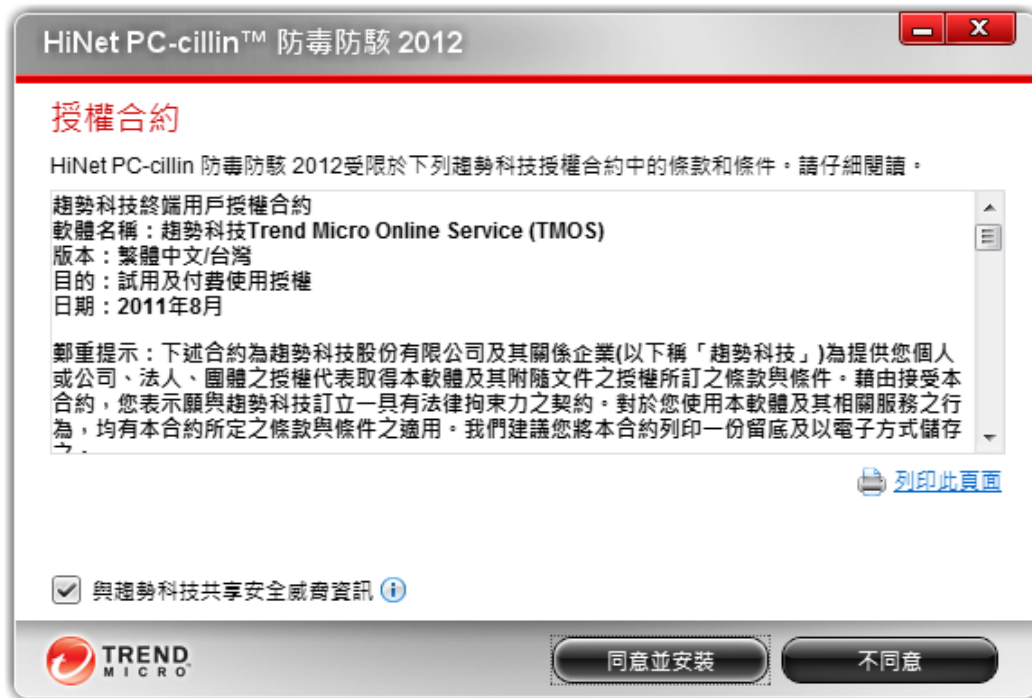 HiNet PC-cillin™ 防毒防駭 2012
授權合約
HiNet PC-cillin 防毒防駭 2012受限於下列趨勢科技授權合約中的條款和條件。請仔細閱讀。
趨勢科技終端用戶授權合約
軟體名稱：趨勢科技Trend Micro Online Service (TMOS)
版本：繁體中文/台灣
目的：試用及付費使用授權
日期：2011年8月
鄭重提示：下述合約為趨勢科技股份有限公司及其關係企業(以下稱「趨勢科技」)為提供您個人
或公司、法人、團體之授權代表取得本軟體及其附隨文件之授權所訂之條款與條件。藉由接受本
合約，您表示願與趨勢科技訂立一具有法律拘束力之契約。對於您使用本軟體及其相關服務之行
為，均有本合約所定之條款與條件之適用。我們建議您將本合約列印一份留底及以電子方式儲存
列印此頁面
與趨勢科技共享安全威脅資訊
TREND
MICRO
同意並安裝
不同意